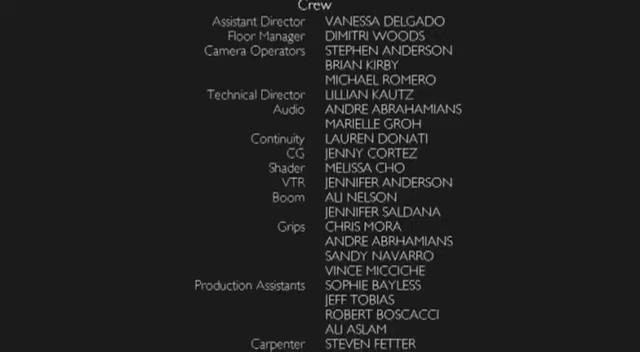 Crew
Assistant Director VANESSA DELGADO
Floor Manager DIMITRI WOODS
Camera Operators STEPHEN ANDERSON
BRIAN KIRBY
MICHAEL ROMERO
Technical Director LILLIAN KAUTZ
Audio ANDRE ABRAHAMIANS
MARIELLE GROH
Continuity LAUREN DONATI
CG JENNY CORTEZ
Shader MELISSA CHO
VTR JENNIFER ANDERSON
Boom ALI NELSON
JENNIFER SALDANA
Grips CHRIS MORA
ANDRE ABRHAMIANS
SANDY NAVARRO
VINCE MICCICHE
Production Assistants SOPHIE BAYLESS
JEFF TOBIAS
ROBERT BOSCACCI
ALI ASLAM
Carpenter STEVEN FETTER